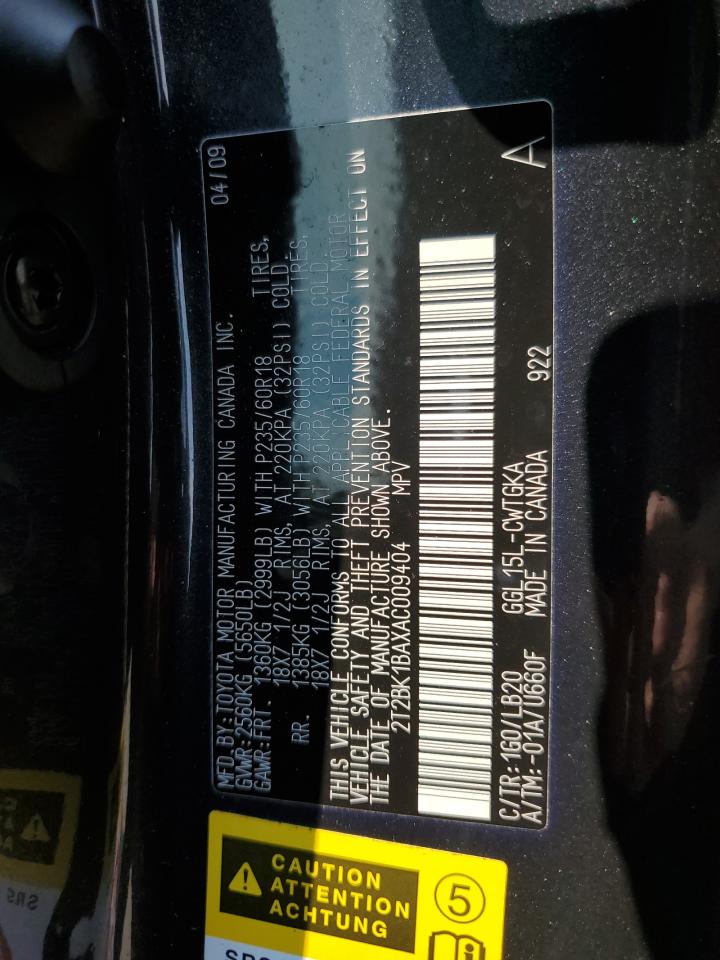 MFD. BY:TOYOTA MOTOR MANUFACTURING CANADA INC. 04/09
GVWR:2560KG (5650LB)
GAWR:FRT. 1360KG (2999LB) WITH P235/60R18 TIRES,
18X7 1/2J RIMS, AT 220KPA (32PSI) COLD
RR. 1385KG (3056LB) WITH P235/60R18 TIRES,
18X7 1/2J RIMS, AT 220KPA (32PSI) COLD
THIS VEHICLE CONFORMS TO ALL APPLICABLE FEDERAL MOTOR
VEHICLE SAFETY AND THEFT PREVENTION STANDARDS IN EFFECT ON
THE DATE OF MANUFACTURE SHOWN ABOVE.
2T2BK1BAXAC009404 MPV
C/TR:1G0/LB20 GGL15L-CWTGKA
A/TM:-01A/U660F MADE IN CANADA 922 A
CAUTION
ATTENTION
ACHTUNG
5
SRS